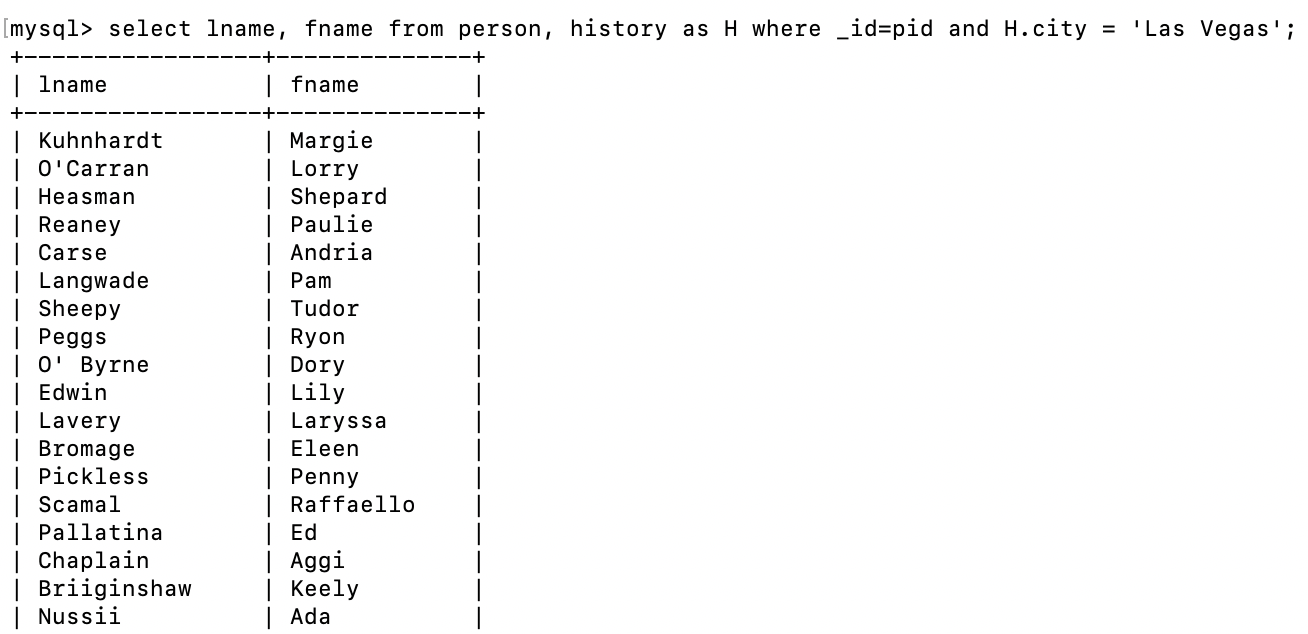 [mysql> select lname, fname from person, history as H where _id=pid and H.city = 'Las Vegas';
+-----------------+--------------+
| lname           | fname        |
+-----------------+--------------+
| Kuhnhardt       | Margie       |
| O'Carran        | Lorry        |
| Heasman         | Shepard      |
| Reaney          | Paulie       |
| Carse           | Andria       |
| Langwade        | Pam          |
| Sheepy          | Tudor        |
| Peggs           | Ryon         |
| O' Byrne        | Dory         |
| Edwin           | Lily         |
| Lavery          | Laryssa      |
| Bromage         | Eleen        |
| Pickless        | Penny        |
| Scamal          | Raffaello    |
| Pallatina       | Ed           |
| Chaplain        | Aggi         |
| Briiginshaw     | Keely        |
| Nussii          | Ada          |